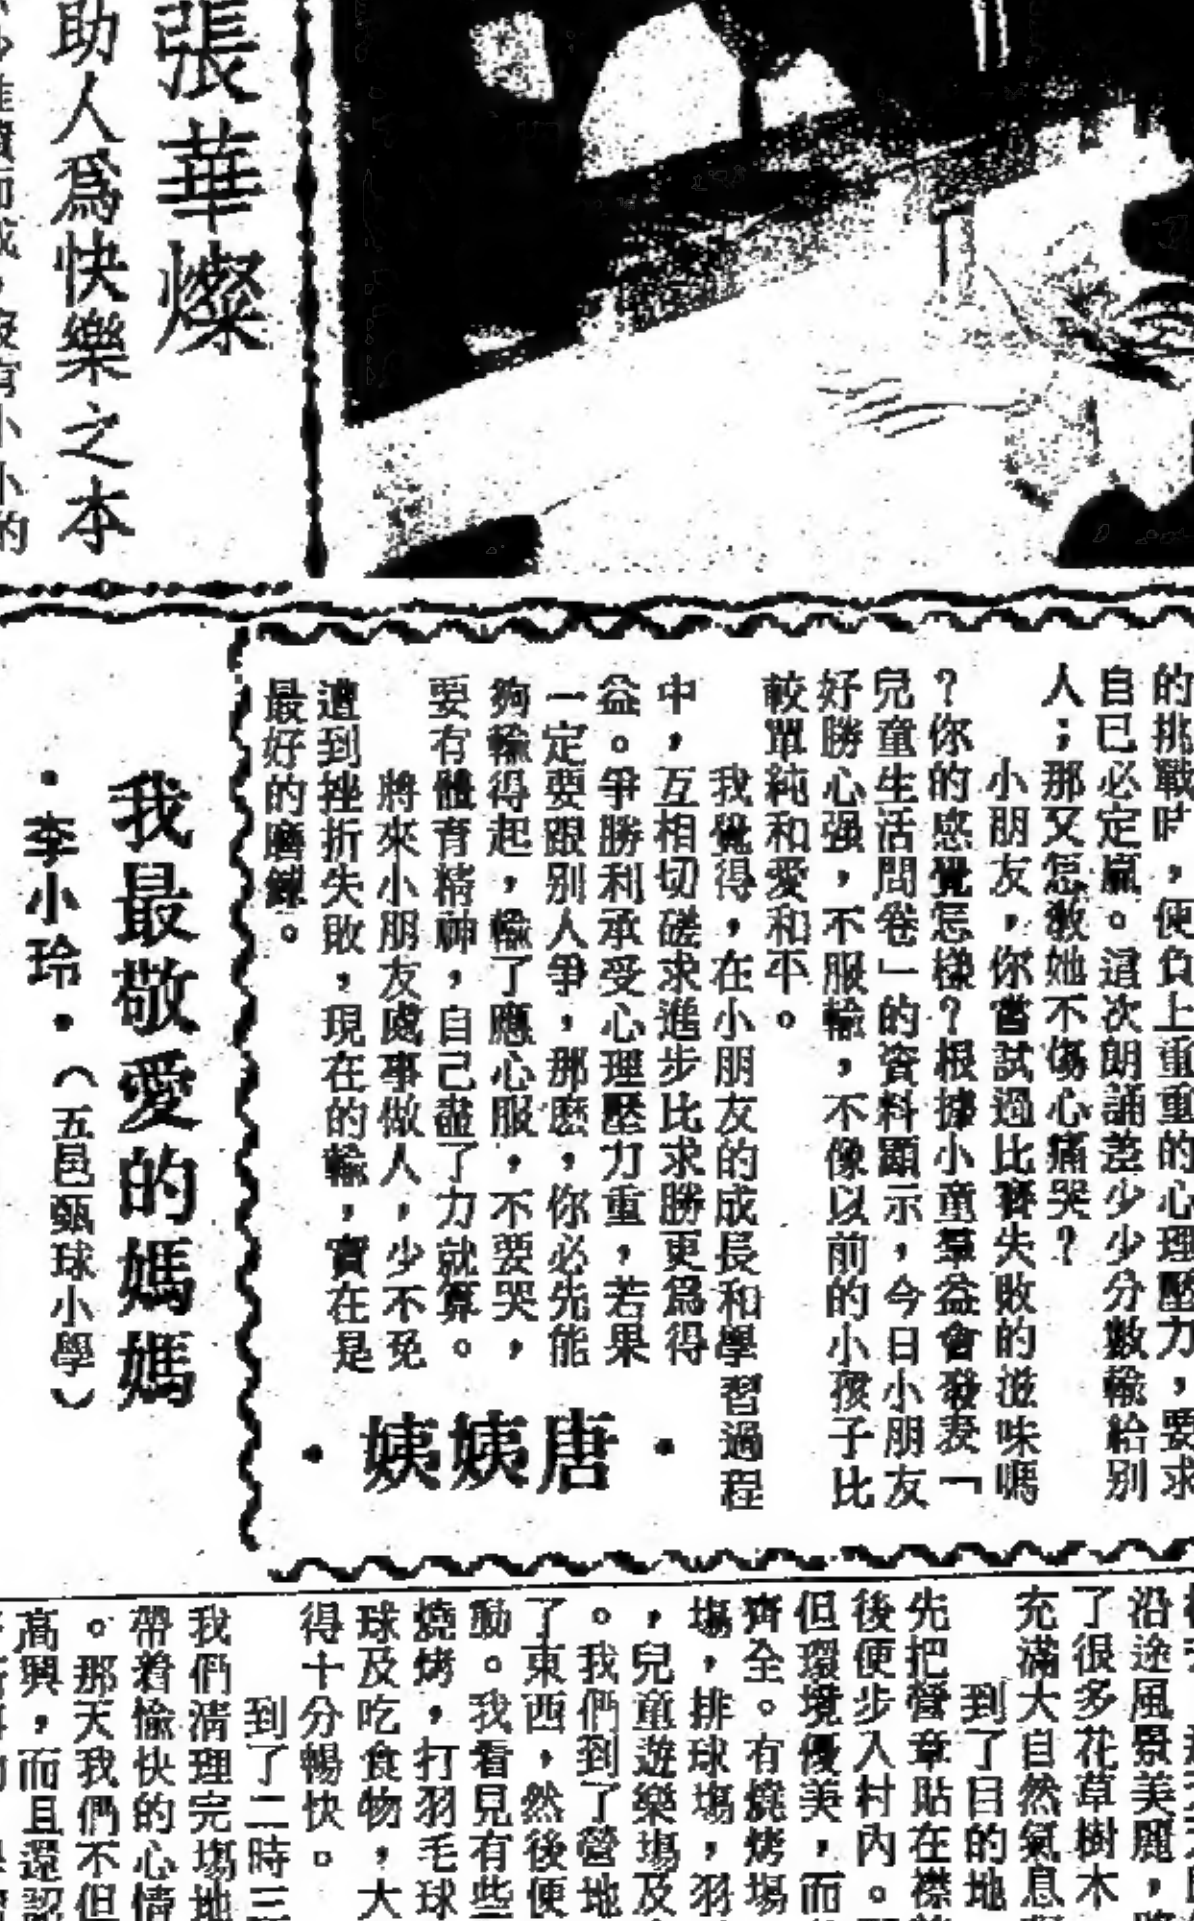 張華燦
助人爲快樂之本
的挑戰時，便負上重重的心理壓力，要求
自己必定贏。這次朗誦差少少分數輸給别
人；那又怎教她不傷心痛哭？
小朋友，你嘗試過比賽失敗的滋味嗎
？你的感覺怎樣？根據小童羣益會發表「
兒童生活問卷」的資料顯示，今日小朋友
好勝心强，不服輸，不像以前的小孩子比
較單純和愛和平。
我覺得，在小朋友的成長和學習過程
中，互相切磋求進步比求勝更爲得
益。爭勝利承受心理壓力重，若果
一定要跟别人爭，那麽，你必先能
夠輸得起，輸了應心服，不要哭，
要有體育精神，自己盡了力就算。
將來小朋友處事做人，少不免
遭到挫折失敗，現在的輸，實在是
最好的磨鍊。
・唐姨姨・
我最敬愛的媽媽
・李小玲・（五邑甄球小學）
沿途風景美麗，
了很多花草樹木
充滿大自然氣息
到了目的地
先把營章貼在襟
後便步入村內。
但環境優美，而
齊全。有燒烤場
場，排球場，羽
，兒童遊樂場及
。我們到了營地
了東西，然後便
動。我看見有些
燒烤，打羽毛球
球及吃食物，大
得十分暢快。
到了二時三
我們清理完場地
帶着愉快的心情
。那天我們不但
高興，而且還認